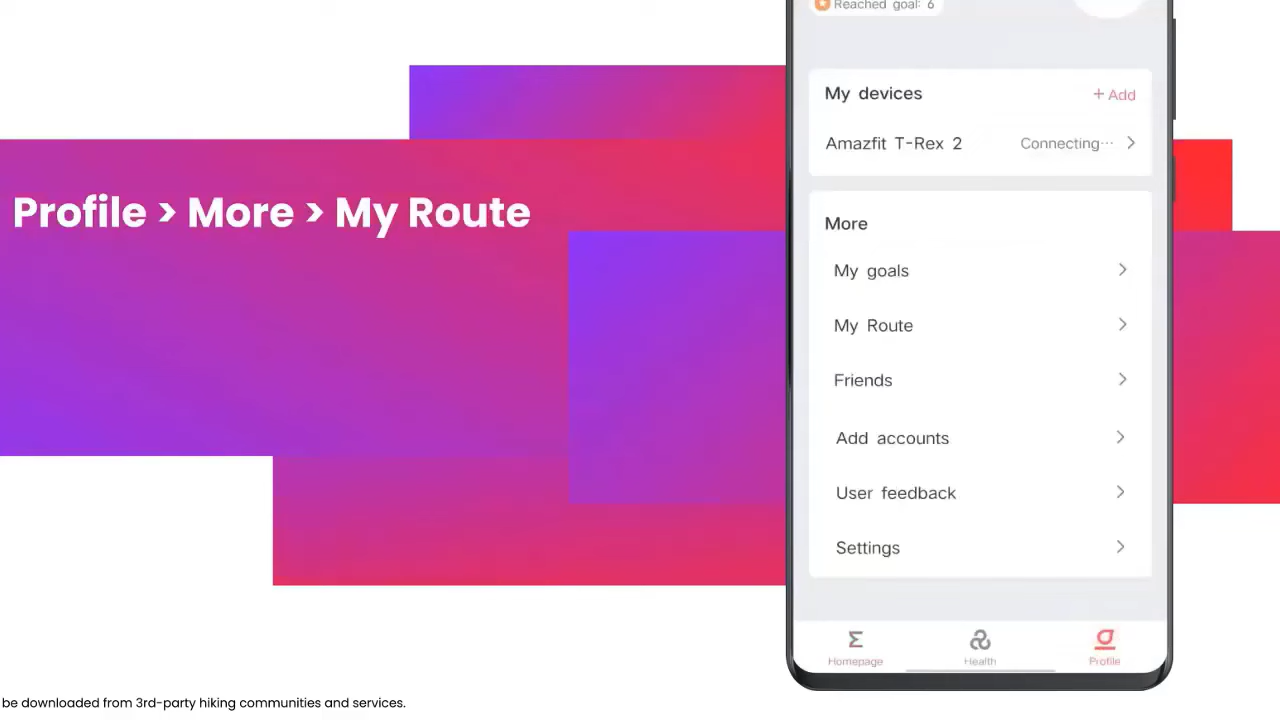 Reached goal: 6
My devices
+ Add
Amazfit T-Rex 2
Connecting···
Profile > More > My Route
More
My goals
My Route
Friends
Add accounts
User feedback
Settings
Homepage
Health
Profile
be downloaded from 3rd-party hiking communities and services.